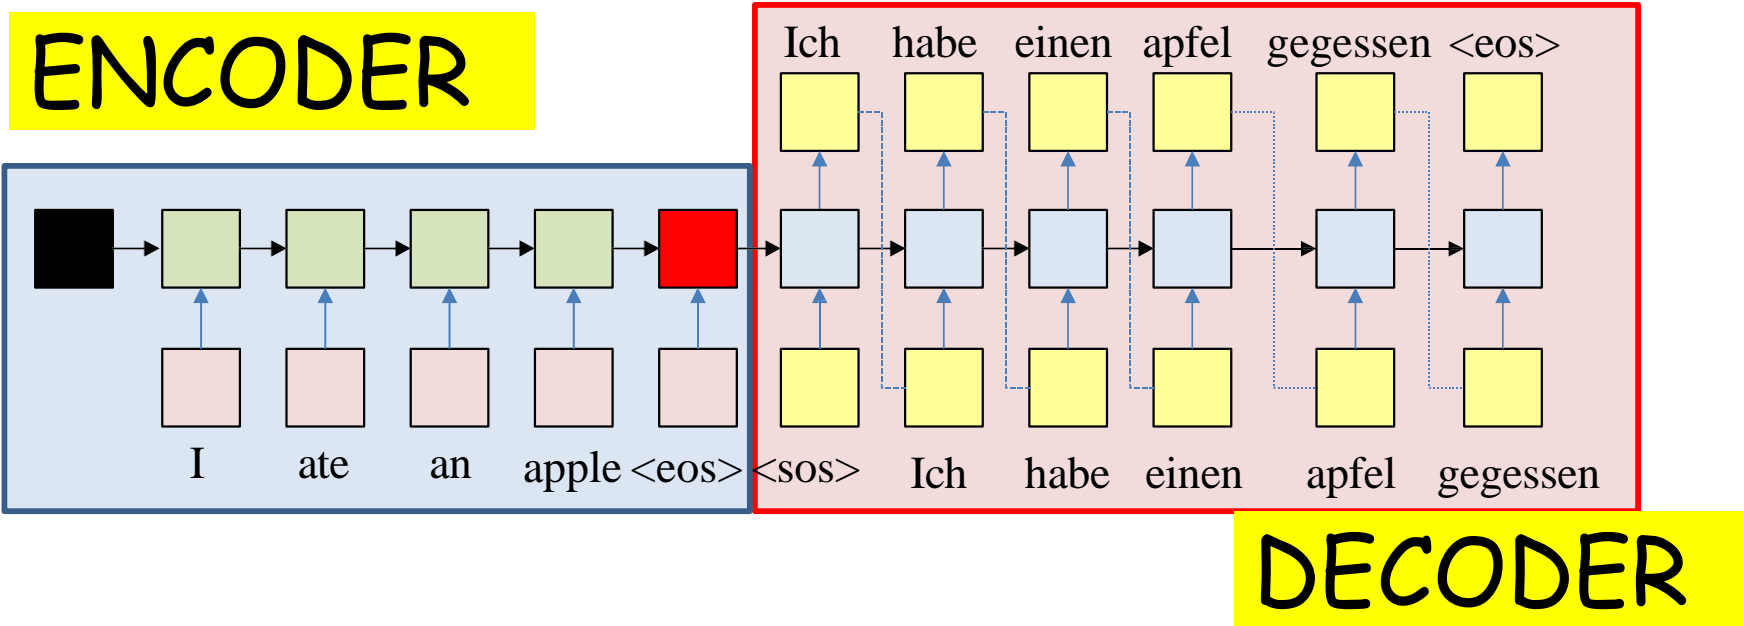 ENCODER
Ich habe einen apfel gegessen <eos>
I ate an apple <eos> <sos> Ich habe einen apfel gegessen
DECODER